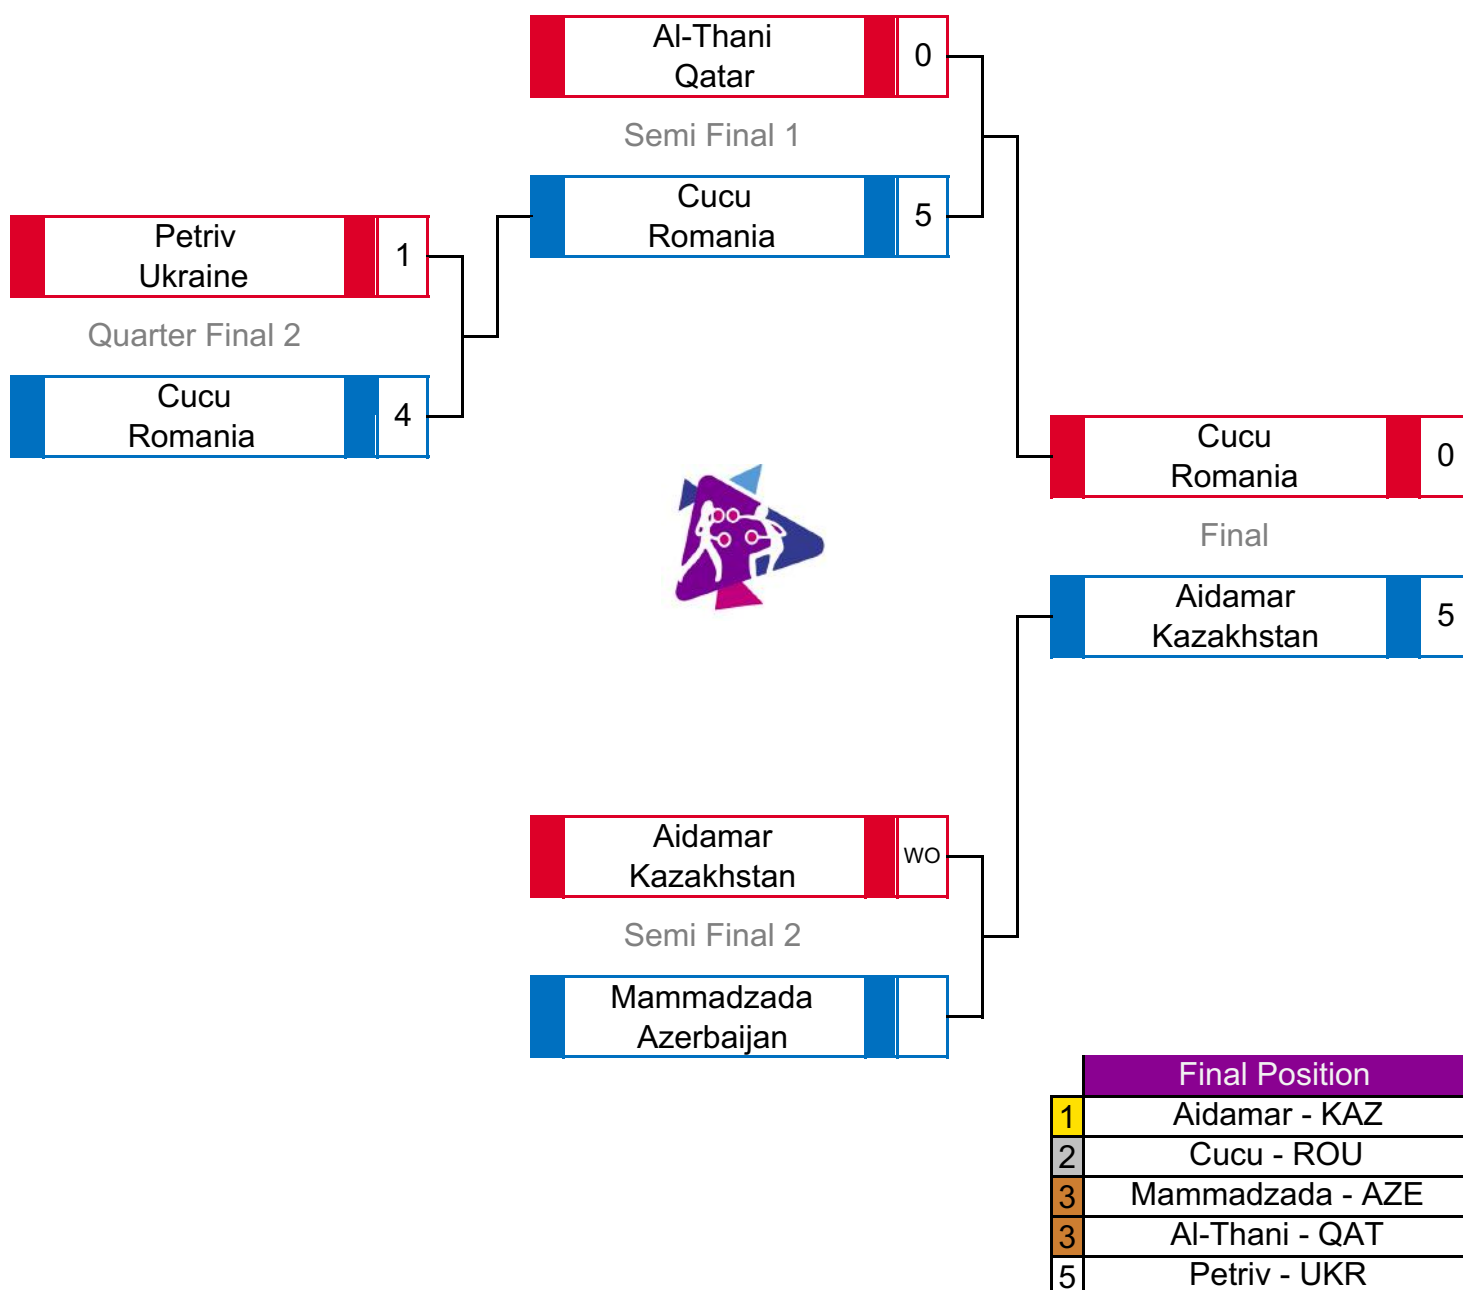 Al-Thani
Qatar
0
Semi Final 1
Cucu
Romania
5
Petriv
Ukraine
1
Quarter Final 2
Cucu
Romania
4
Cucu
Romania
0
Final
Aidamar
Kazakhstan
5
Aidamar
Kazakhstan
WO
Semi Final 2
Mammadzada
Azerbaijan
Final Position
1 Aidamar - KAZ
2 Cucu - ROU
3 Mammadzada - AZE
3 Al-Thani - QAT
5 Petriv - UKR